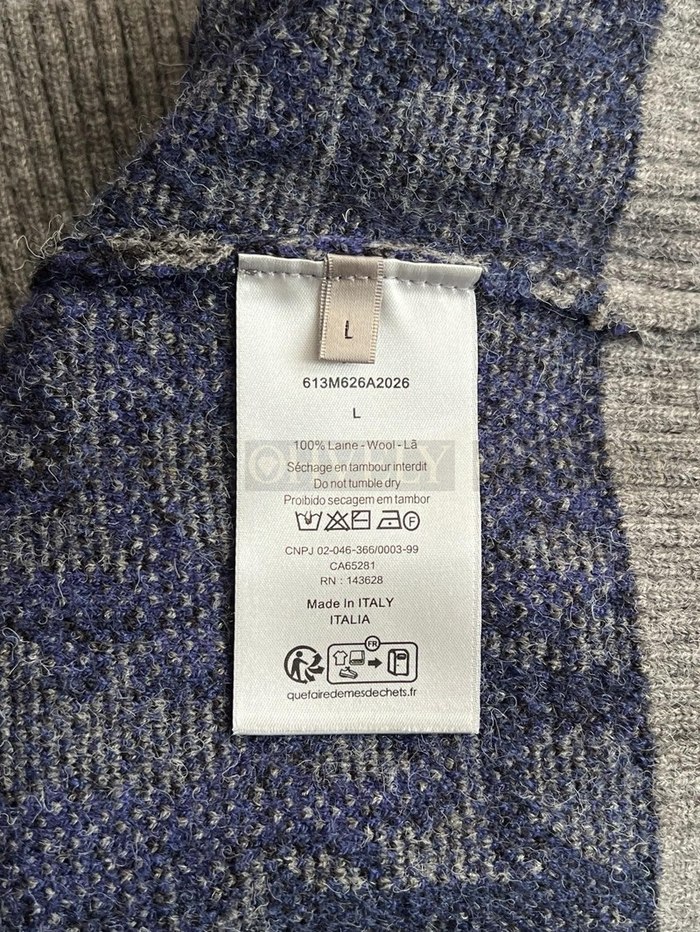 L
613M626A2026
L
100% Laine - Wool - Lã
Séchage en tambour interdit
Do not tumble dry
Proibido secagem em tambor
F
CNPJ 02-046-366/0003-99
CA65281
RN : 143628
Made In ITALY
ITALIA
FR
quefairedemesdechets.fr